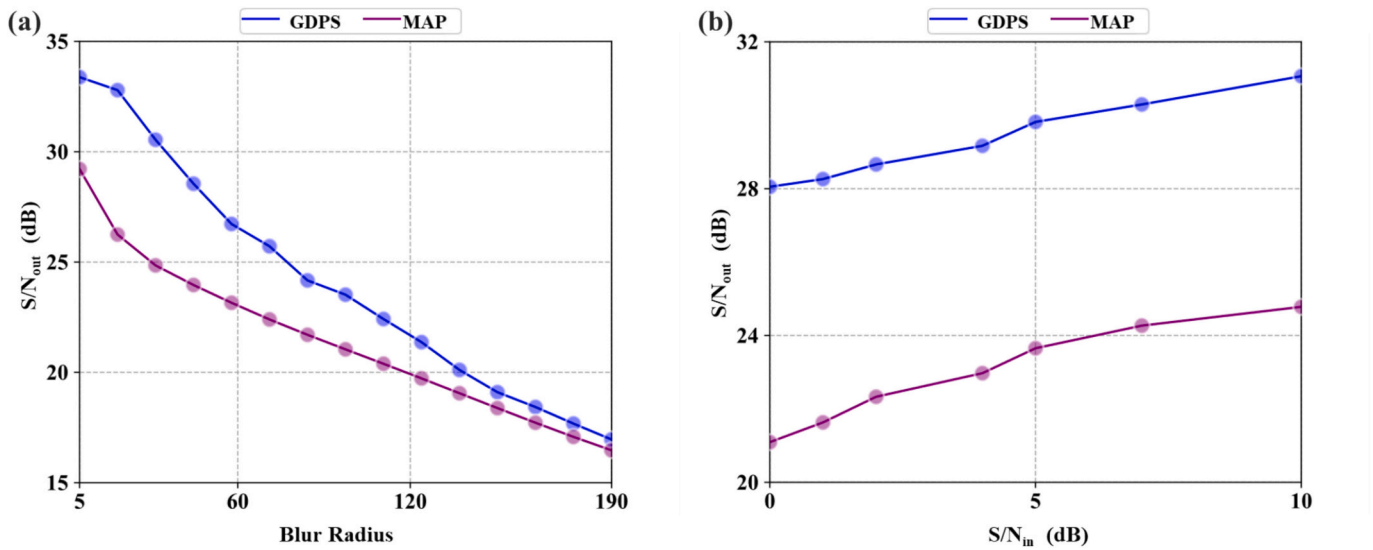 (a)
GDPS MAP
35
30
25
20
15
S/Nout (dB)
5 60 120 190
Blur Radius
(b)
GDPS MAP
32
28
24
20
S/Nout (dB)
0 5 10
S/Nin (dB)